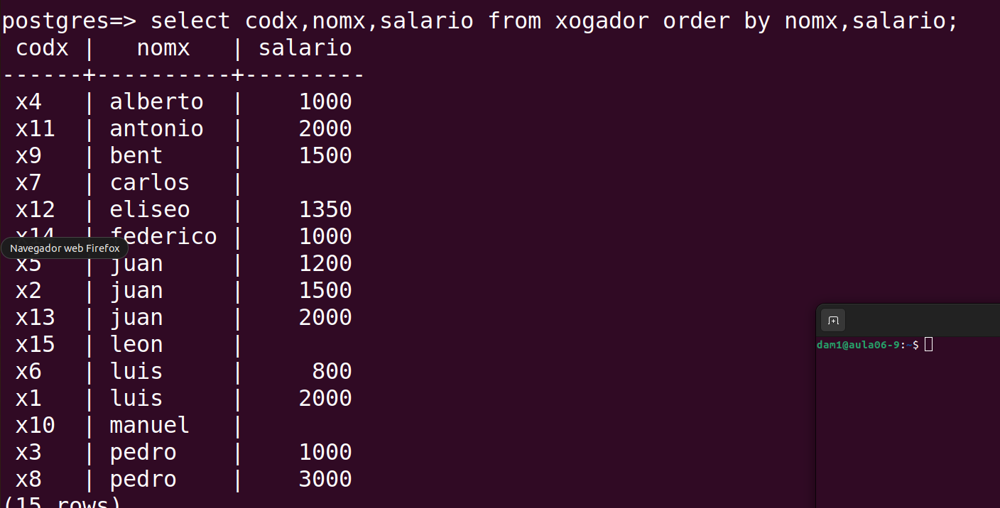 postgres=> select codx,nomx,salario from xogador order by nomx,salario;
 codx |   nomx   | salario
------+----------+---------
 x4   | alberto  |    1000
 x11  | antonio  |    2000
 x9   | bent     |    1500
 x7   | carlos   |
 x12  | eliseo   |    1350
 x14  | federico |    1000
Navegador web Firefox
 x5   | juan     |    1200
 x2   | juan     |    1500
 x13  | juan     |    2000
 x15  | leon     |
dam1@aula06-9:~$
 x6   | luis     |     800
 x1   | luis     |    2000
 x10  | manuel   |
 x3   | pedro    |    1000
 x8   | pedro    |    3000
(15 rows)